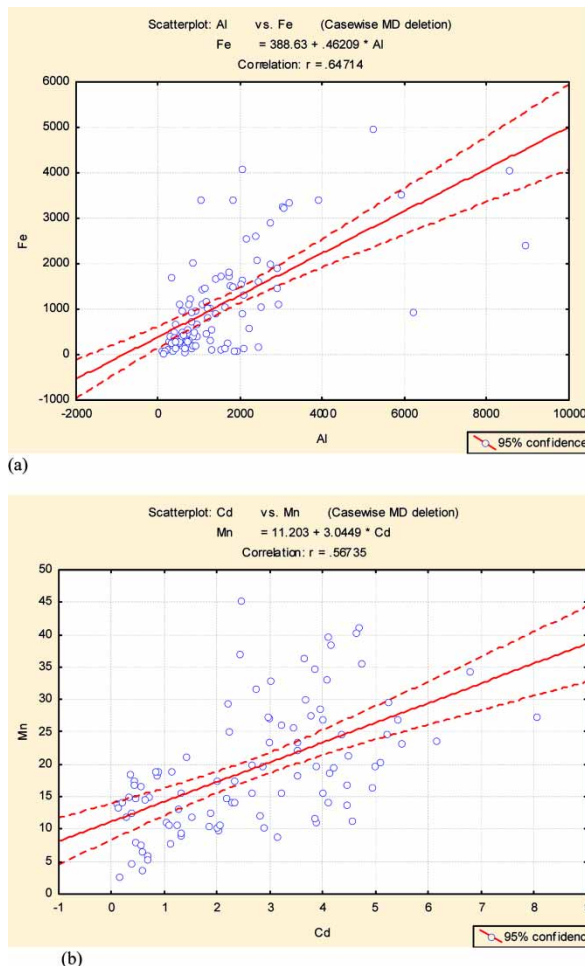 Scatterplot: Al vs. Fe (Casewise MD deletion)
Fe = 388.63 + .46209 * Al
Correlation: r = .64714
6000
5000
4000
3000
2000
1000
0
-1000
Fe
-2000 0 2000 4000 6000 8000 10000
Al
95% confidence
(a)
Scatterplot: Cd vs. Mn (Casewise MD deletion)
Mn = 11.203 + 3.0449 * Cd
Correlation: r = .56735
50
45
40
35
30
25
20
15
10
5
0
Mn
-1 0 1 2 3 4 5 6 7 8 9
Cd
95% confidence
(b)